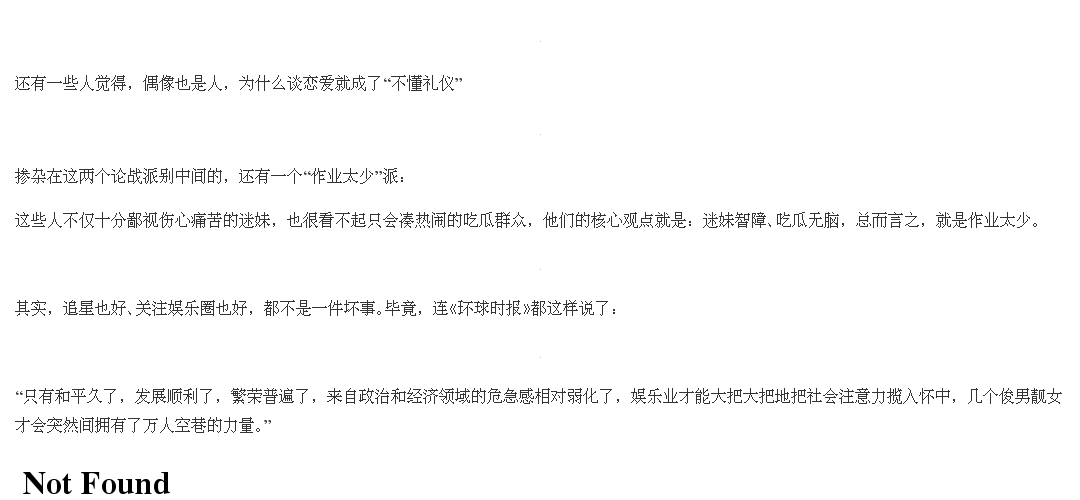 还有一些人觉得，偶像也是人，为什么谈恋爱就成了“不懂礼仪”
掺杂在这两个论战派别中间的，还有一个“作业太少”派：
这些人不仅十分鄙视伤心痛苦的迷妹，也很看不起只会凑热闹的吃瓜群众，他们的核心观点就是：迷妹智障、吃瓜无脑，总而言之，就是作业太少。
其实，追星也好、关注娱乐圈也好，都不是一件坏事。毕竟，连《环球时报》都这样说了：
“只有和平久了，发展顺利了，繁荣普遍了，来自政治和经济领域的危急感相对弱化了，娱乐业才能大把大把地把社会注意力揽入怀中，几个俊男靓女
才会突然间拥有了万人空巷的力量。”
Not Found